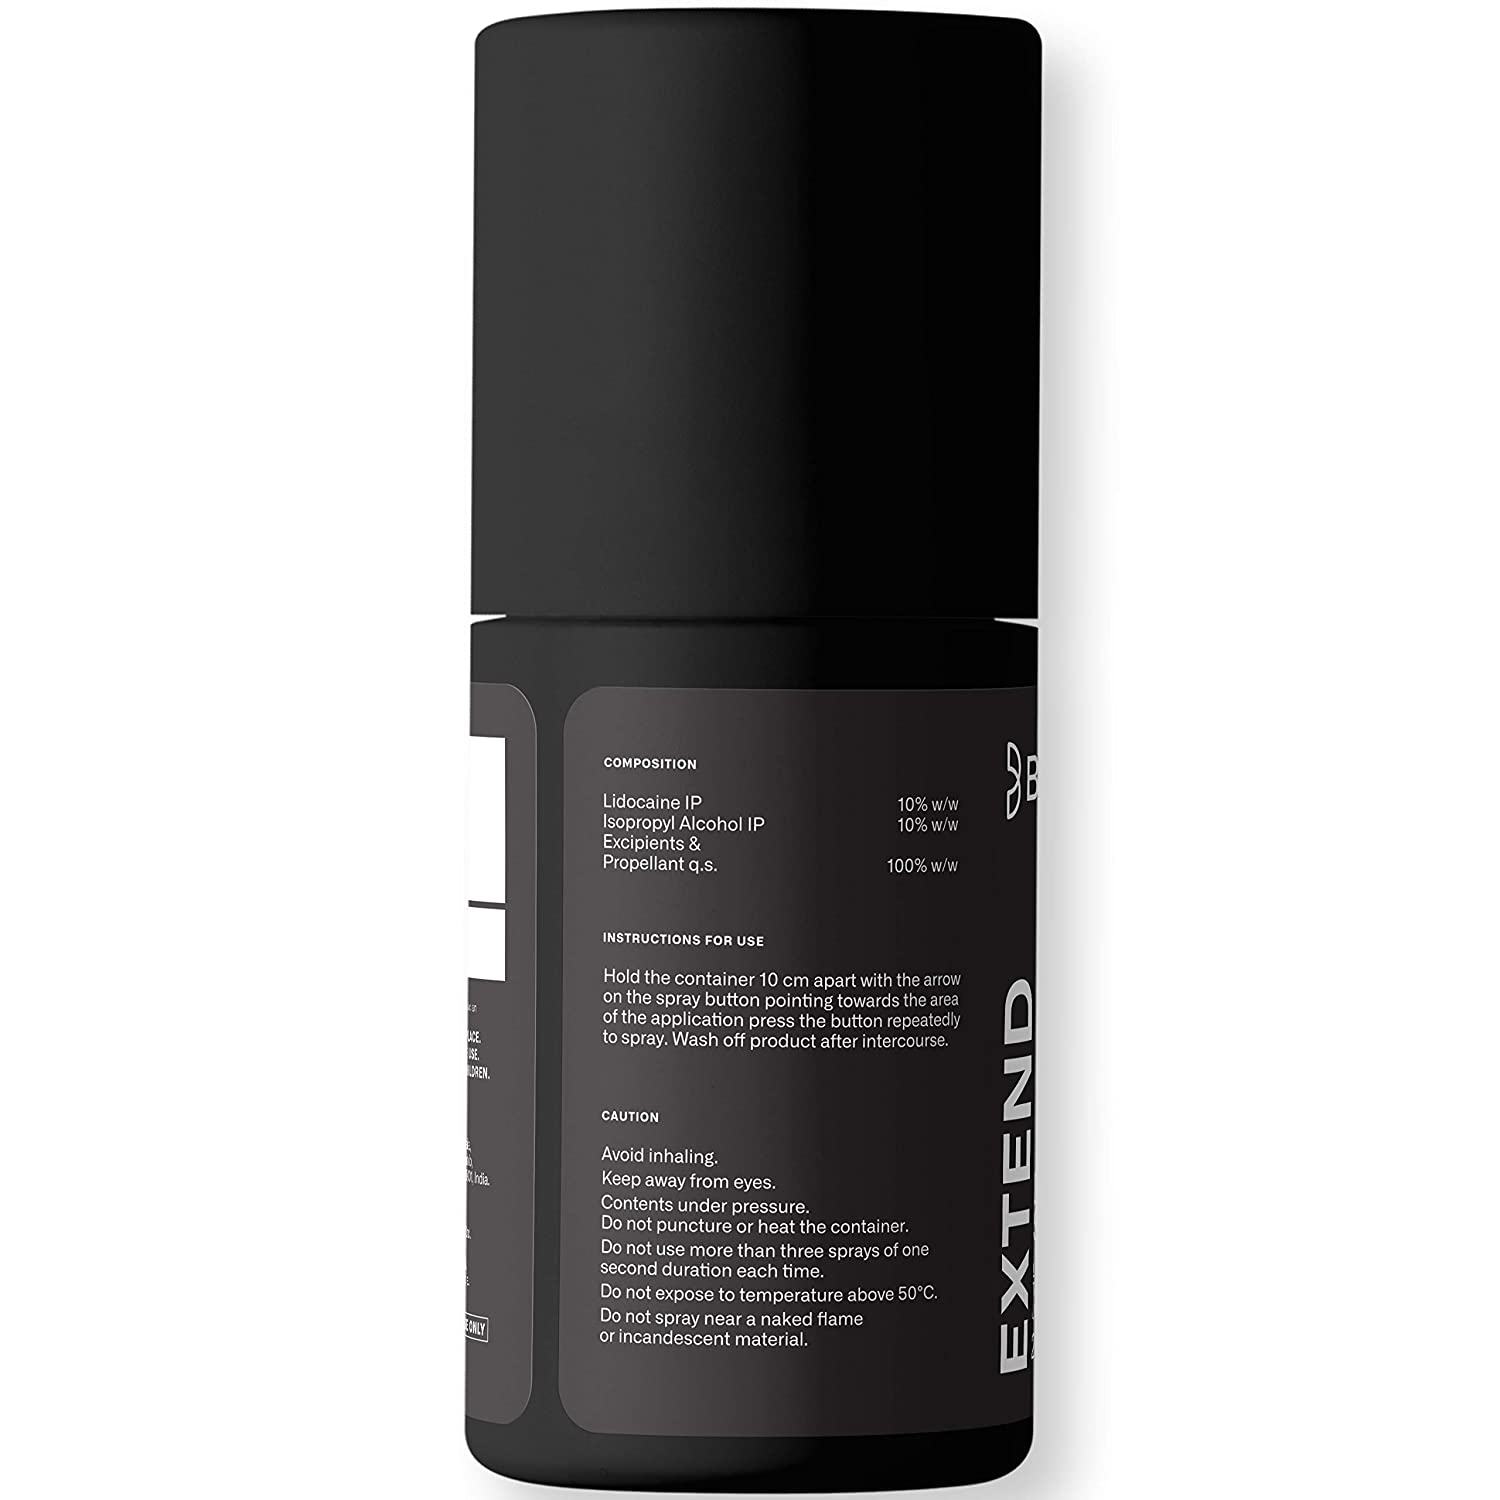 COMPOSITION
Lidocaine IP 10% w/w
Isopropyl Alcohol IP 10% w/w
Excipients &
Propellant q.s. 100% w/w
INSTRUCTIONS FOR USE
Hold the container 10 cm apart with the arrow
on the spray button pointing towards the area
of the application press the button repeatedly
to spray. Wash off product after intercourse.
CAUTION
Avoid inhaling.
Keep away from eyes.
Contents under pressure.
Do not puncture or heat the container.
Do not use more than three sprays of one
second duration each time.
Do not expose to temperature above 50°C.
Do not spray near a naked flame
or incandescent material.
EXTEND
USE.
India.
ONLY